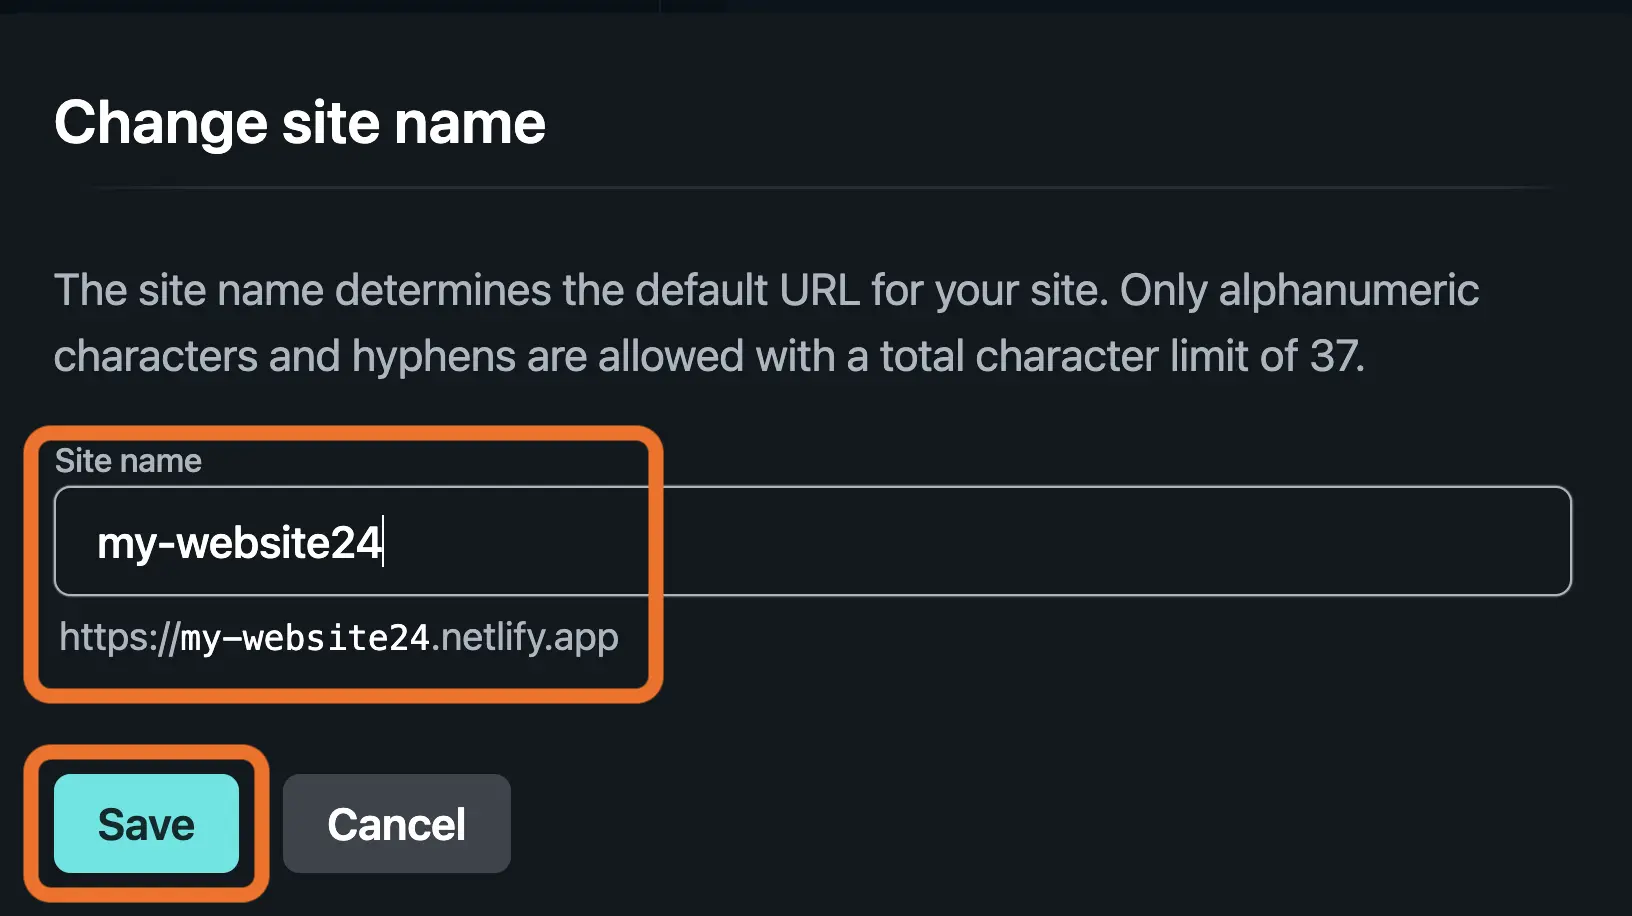 Change site name
The site name determines the default URL for your site. Only alphanumeric
characters and hyphens are allowed with a total character limit of 37.
Site name
my-website24
https://my-website24.netlify.app
Save
Cancel